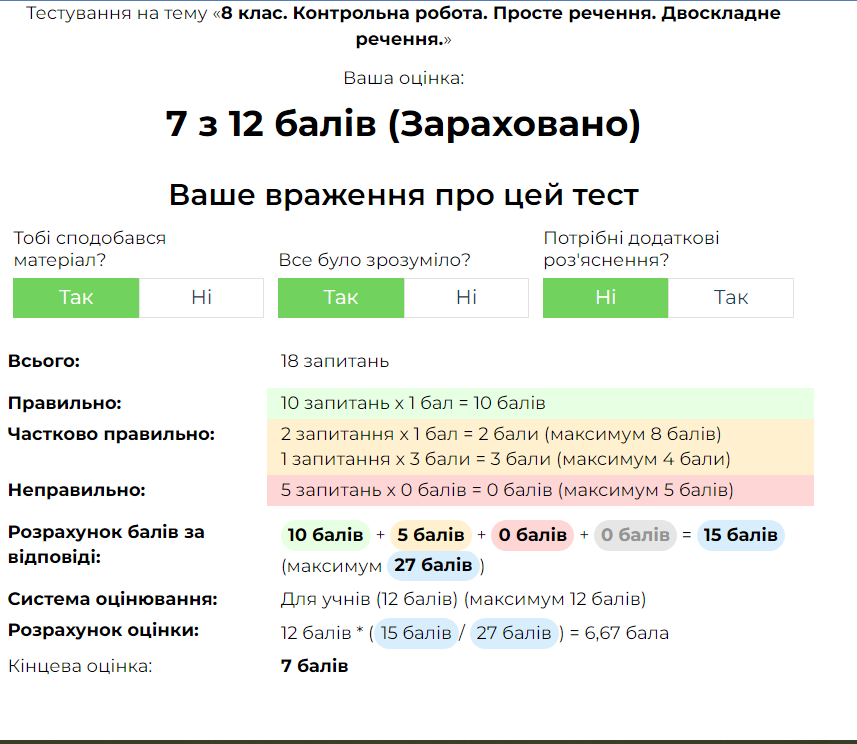 Тестування на тему «8 клас. Контрольна робота. Просте речення. Двоскладне
речення.»
Ваша оцінка:
7 з 12 балів (Зараховано)
Ваше враження про цей тест
Тобі сподобався
матеріал?
Так Ні
Все було зрозуміло?
Так Ні
Потрібні додаткові
роз'яснення?
Ні Так
Всього: 18 запитань
Правильно: 10 запитань x 1 бал = 10 балів
Частково правильно: 2 запитання x 1 бал = 2 бали (максимум 8 балів)
1 запитання x 3 бали = 3 бали (максимум 4 бали)
Неправильно: 5 запитань x 0 балів = 0 балів (максимум 5 балів)
Розрахунок балів за
відповіді:
10 балів + 5 балів + 0 балів + 0 балів = 15 балів
(максимум 27 балів )
Система оцінювання: Для учнів (12 балів) (максимум 12 балів)
Розрахунок оцінки: 12 балів * ( 15 балів / 27 балів ) = 6,67 бала
Кінцева оцінка: 7 балів